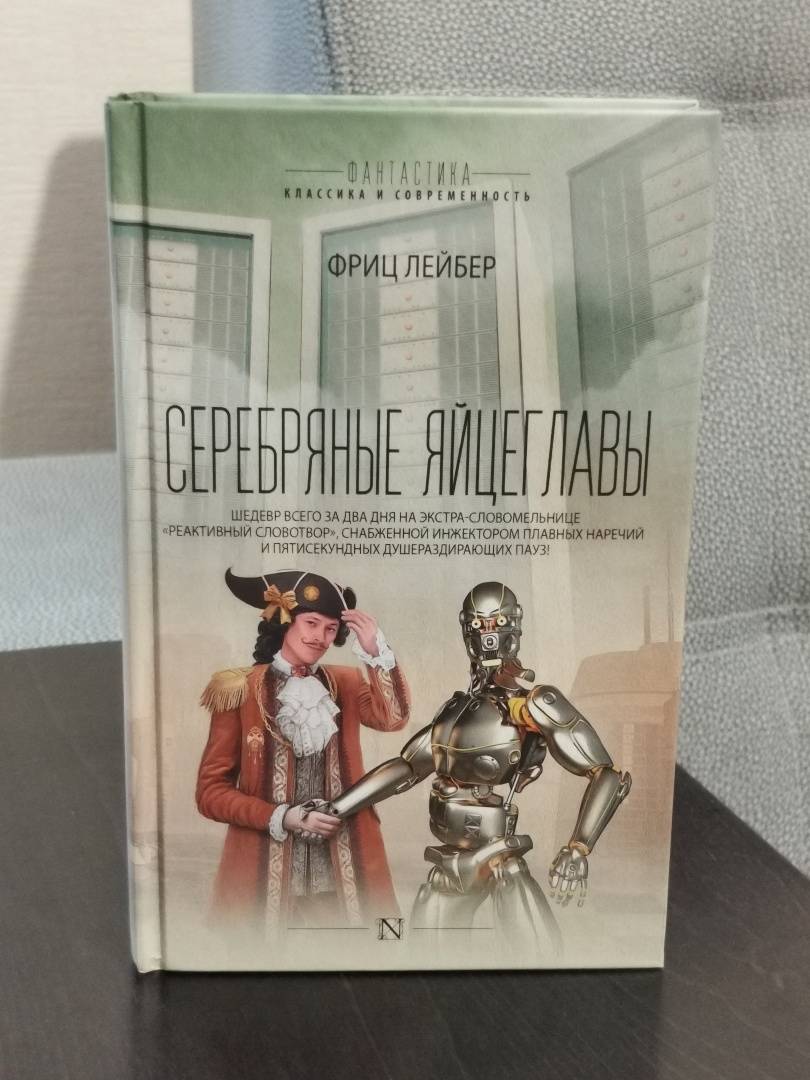 ФАНТАСТИКА
КЛАССИКА И СОВРЕМЕННОСТЬ
ФРИЦ ЛЕЙБЕР
СЕРЕБРЯНЫЕ ЯЙЦЕГЛАВЫ
ШЕДЕВР ВСЕГО ЗА ДВА ДНЯ НА ЭКСТРА-СЛОВОМЕЛЬНИЦЕ
«РЕАКТИВНЫЙ СЛОВОТВОР», СНАБЖЕННОЙ ИНЖЕКТОРОМ ПЛАВНЫХ НАРЕЧИЙ
И ПЯТИСЕКУНДНЫХ ДУШЕРАЗДИРАЮЩИХ ПАУЗ!
N